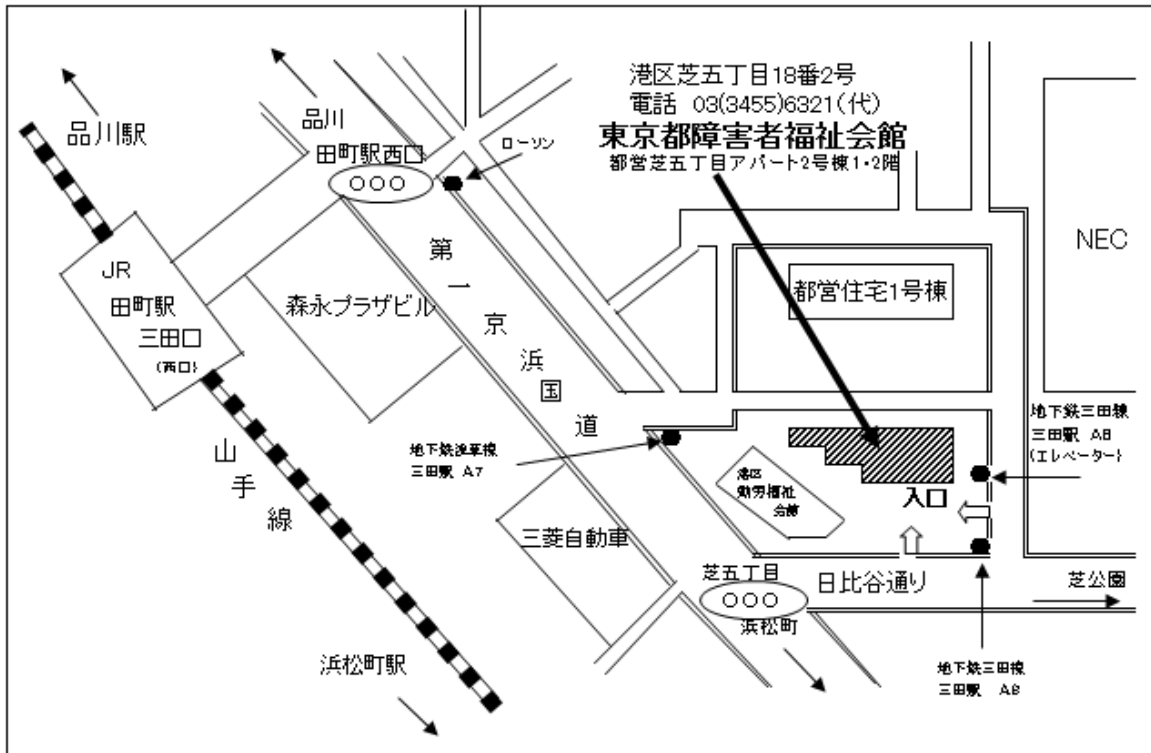 港区芝五丁目18番2号
電話 03(3455)6321(代)
東京都障害者福祉会館
都営芝五丁目アパート2号棟1・2階
品川駅
品川
田町駅西口
ローソン
○○○
NEC
JR
田町駅
三田口
(西口)
第一京浜国道
森永プラザビル
都営住宅1号棟
地下鉄三田線
三田駅 A8
(エレベーター)
地下鉄浅草線
三田駅 A7
山手線
港区
勤労福祉
会館
入口
三菱自動車
芝五丁目
○○○
浜松町
日比谷通り
芝公園
浜松町駅
地下鉄三田線
三田駅